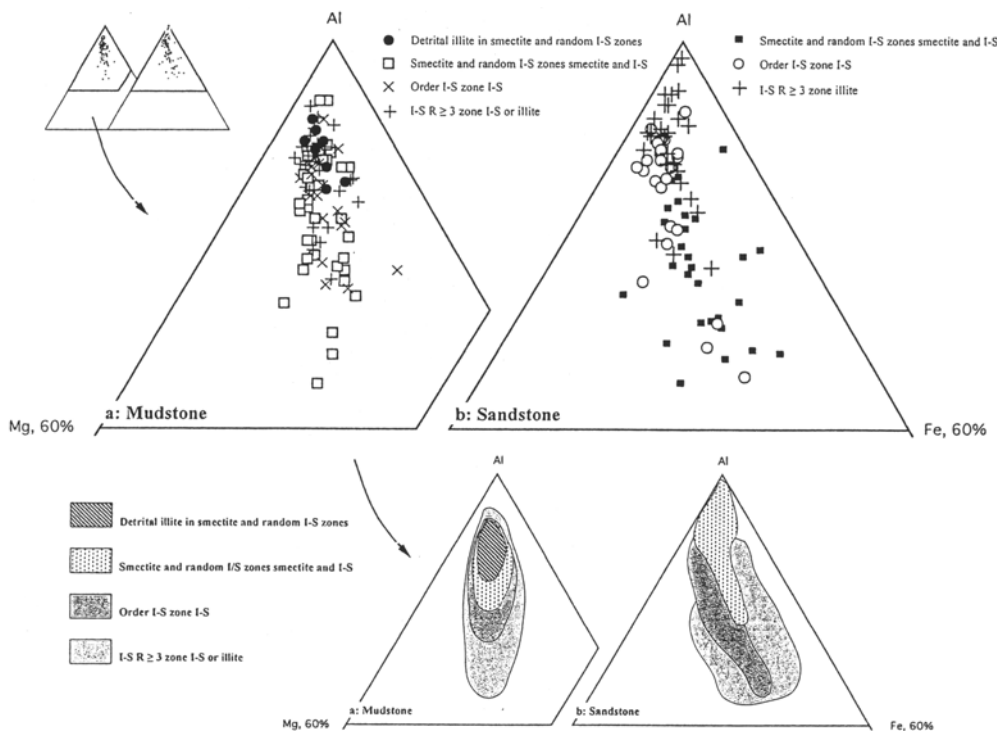 Al
Detrital illite in smectite and random I-S zones
Smectite and random I-S zones smectite and I-S
Order I-S zone I-S
I-S R ≥ 3 zone I-S or illite
a: Mudstone
Mg, 60%
Al
Smectite and random I-S zones smectite and I-S
Order I-S zone I-S
I-S R ≥ 3 zone illite
b: Sandstone
Fe, 60%
Detrital illite in smectite and random I-S zones
Smectite and random I/S zones smectite and I-S
Order I-S zone I-S
I-S R ≥ 3 zone I-S or illite
Al
a: Mudstone
Mg, 60%
Al
b: Sandstone
Fe, 60%